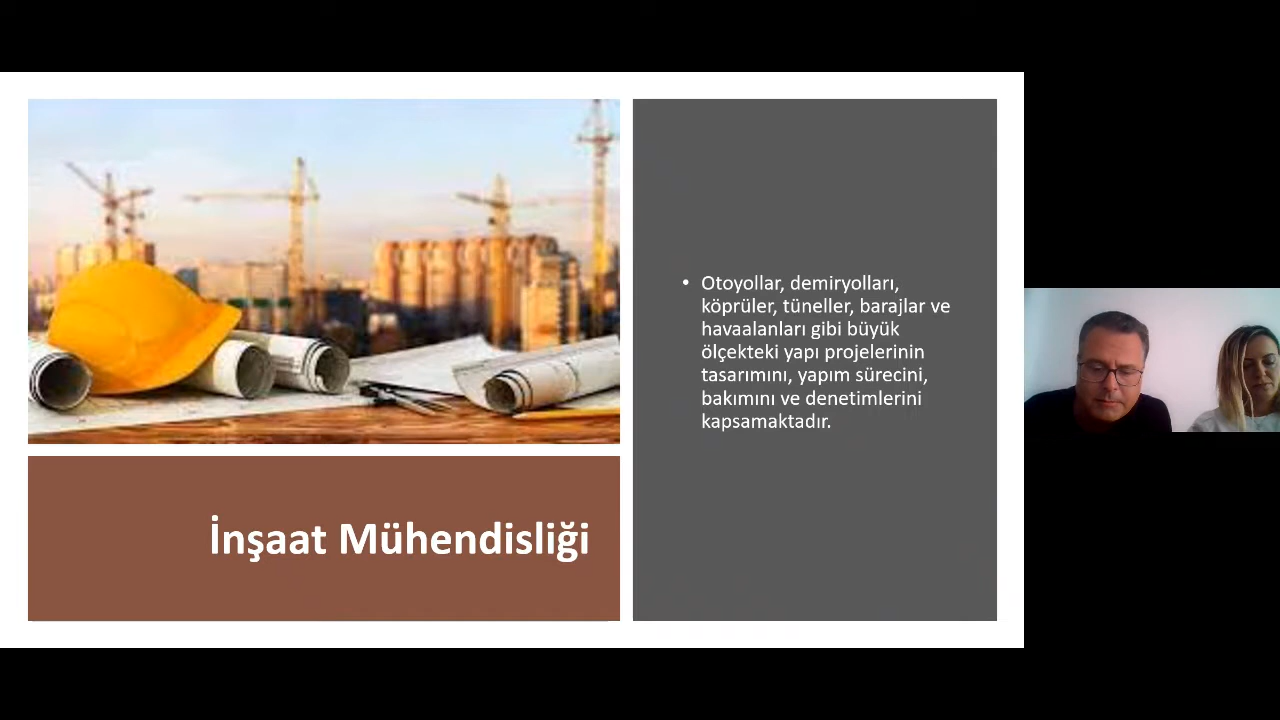 İnşaat Mühendisliği
• Otoyollar, demiryolları,
köprüler, tüneller, barajlar ve
havaalanları gibi büyük
ölçekteki yapı projelerinin
tasarımını, yapım sürecini,
bakımını ve denetimlerini
kapsamaktadır.